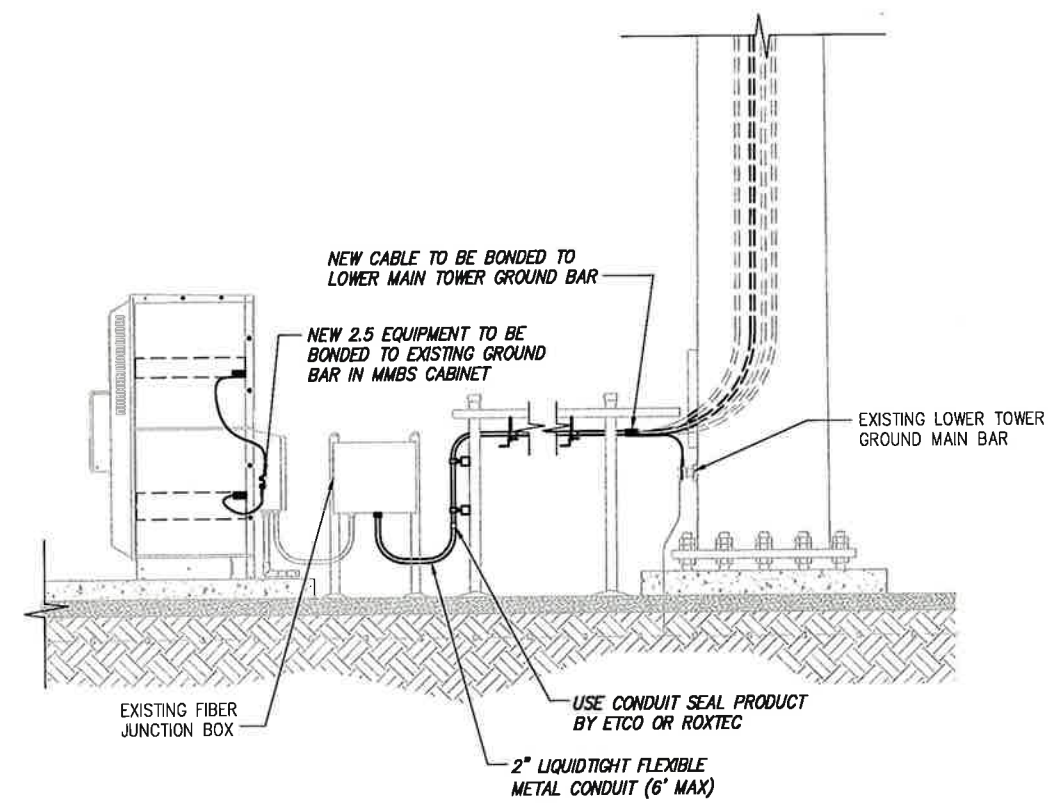 NEW CABLE TO BE BONDED TO
LOWER MAIN TOWER GROUND BAR
NEW 2.5 EQUIPMENT TO BE
BONDED TO EXISTING GROUND
BAR IN MMBS CABINET
EXISTING LOWER TOWER
GROUND MAIN BAR
EXISTING FIBER
JUNCTION BOX
USE CONDUIT SEAL PRODUCT
BY ETCO OR ROXTEC
2" LIQUIDTIGHT FLEXIBLE
METAL CONDUIT (6' MAX)